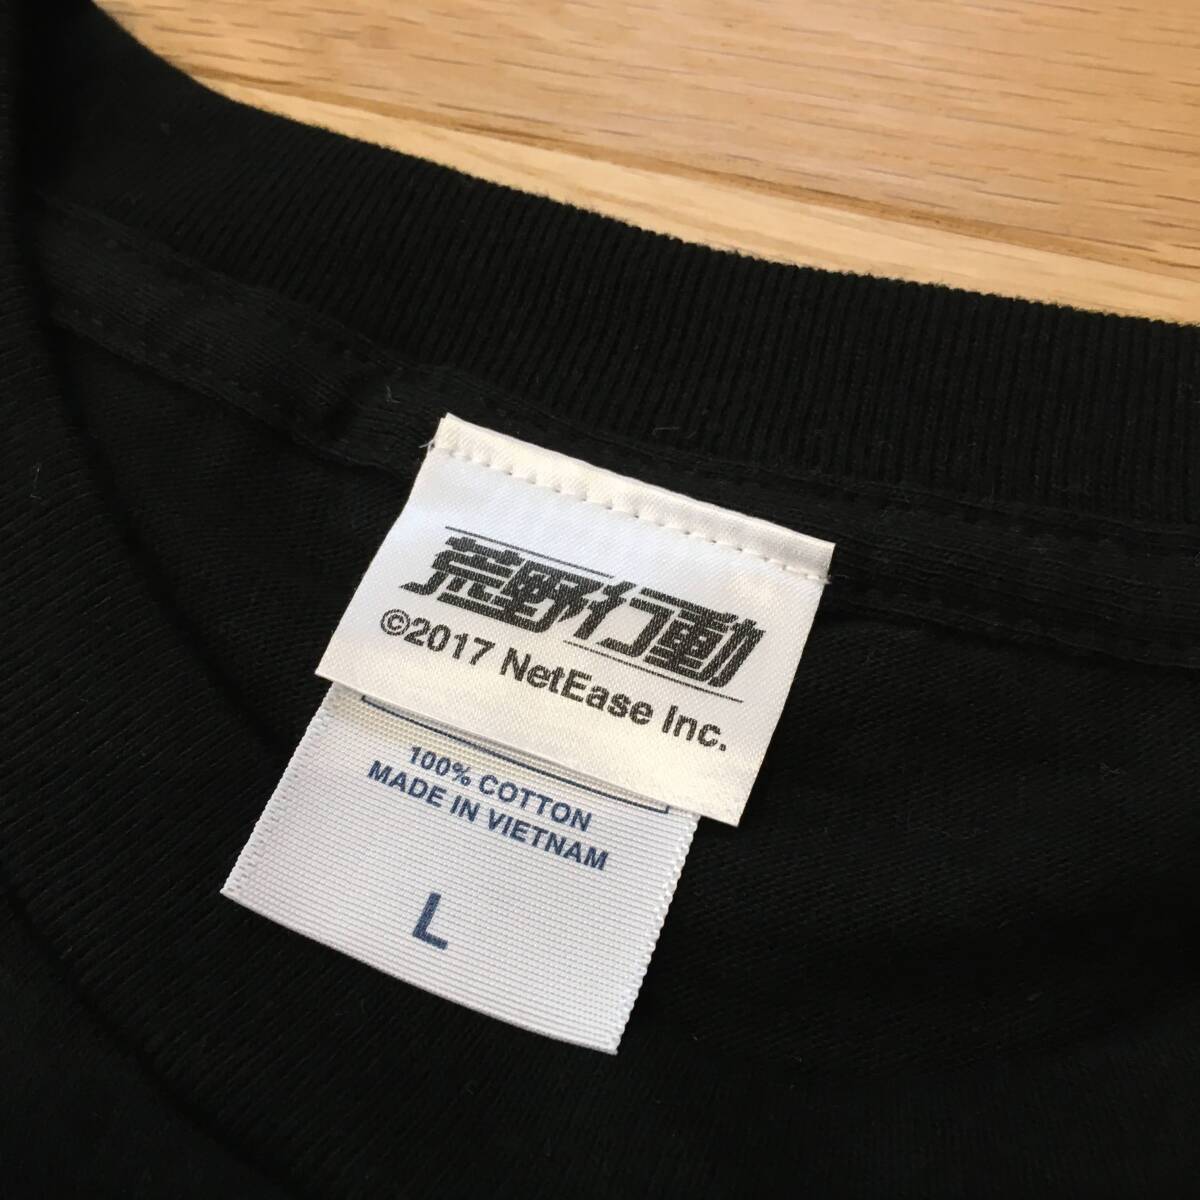 荒野行動
©2017 NetEase Inc.
100% COTTON
MADE IN VIETNAM
L